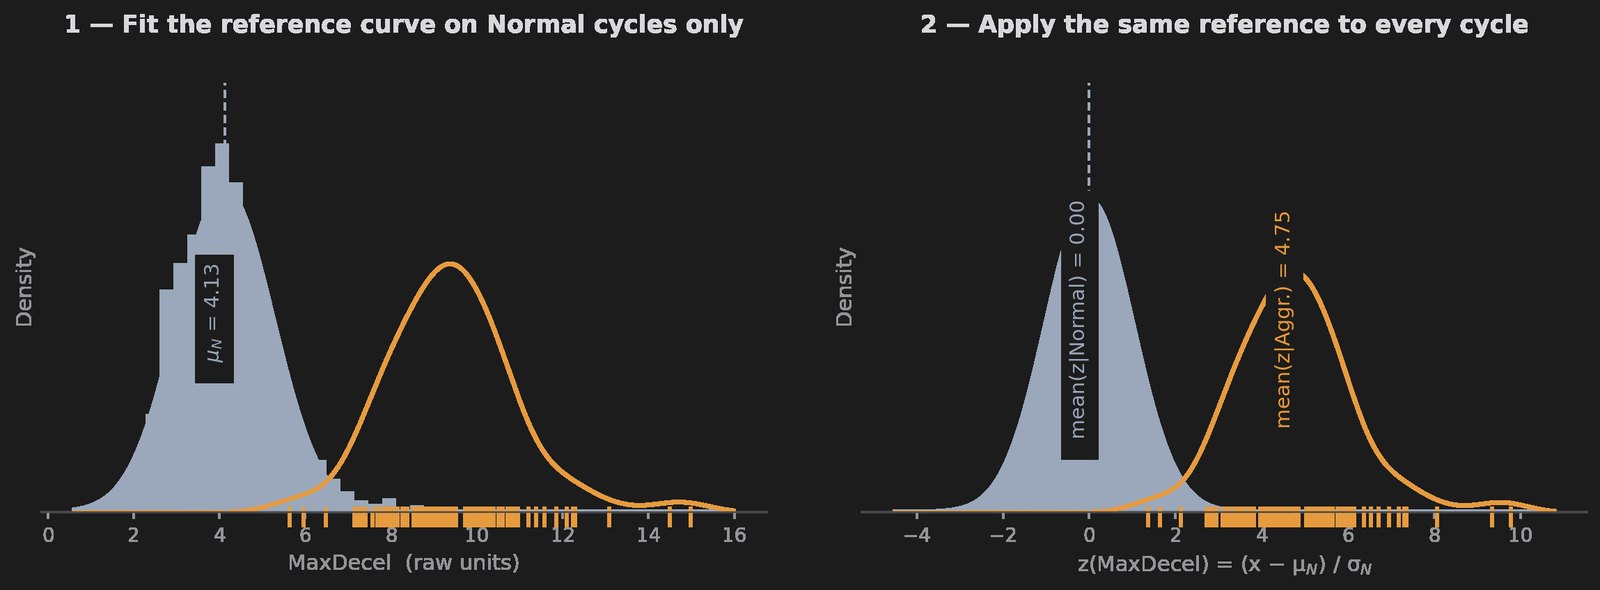 1 — Fit the reference curve on Normal cycles only
Density
μN = 4.13
0 2 4 6 8 10 12 14 16
MaxDecel (raw units)
2 — Apply the same reference to every cycle
Density
mean(z|Normal) = 0.00
mean(z|Aggr.) = 4.75
−4 −2 0 2 4 6 8 10
z(MaxDecel) = (x − μN) / σN